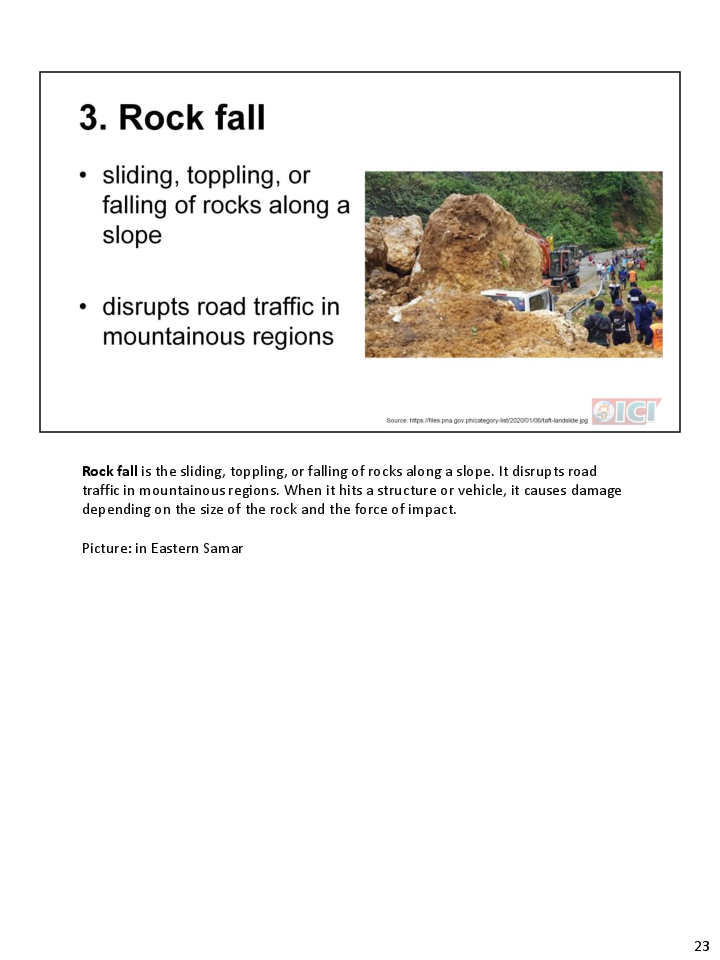 3. Rock fall
• sliding, toppling, or
falling of rocks along a
slope
• disrupts road traffic in
mountainous regions
Source: https://files.pna.gov.ph/category-list/2020/01/06/taft-landslide.jpg
ICI
Rock fall is the sliding, toppling, or falling of rocks along a slope. It disrupts road
traffic in mountainous regions. When it hits a structure or vehicle, it causes damage
depending on the size of the rock and the force of impact.
Picture: in Eastern Samar
23